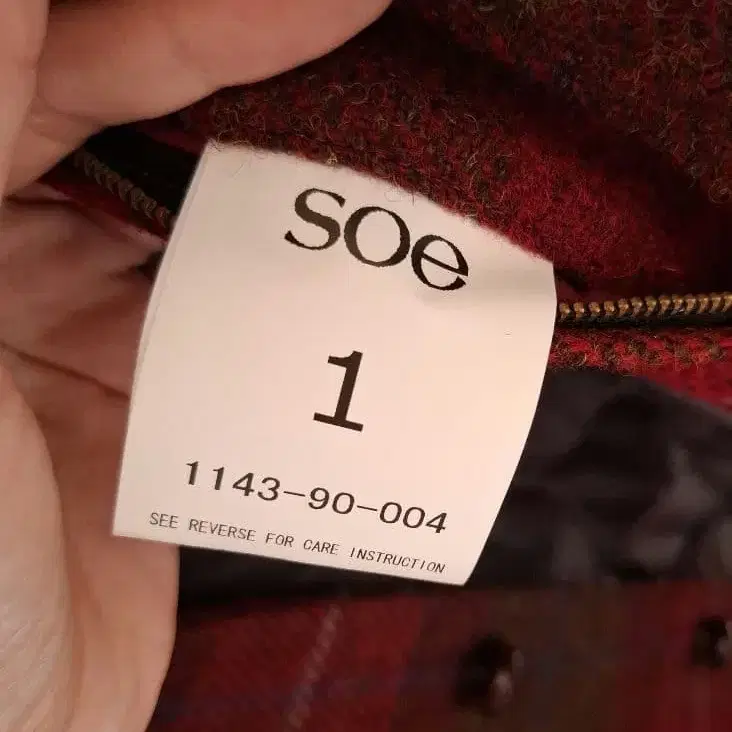 soe
1
1143-90-004
SEE REVERSE FOR CARE INSTRUCTION